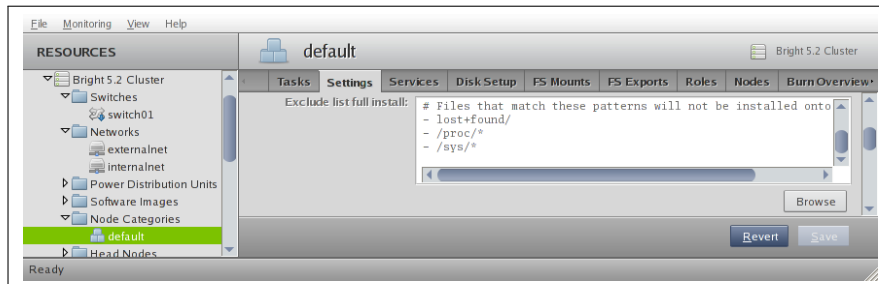 File Monitoring View Help
RESOURCES
default
Bright 5.2 Cluster
Bright 5.2 Cluster
Switches
switch01
Networks
externalnet
internalnet
Power Distribution Units
Software Images
Node Categories
default
Head Nodes
Tasks Settings Services Disk Setup FS Mounts FS Exports Roles Nodes Burn Overview
Exclude list full install:
# Files that match these patterns will not be installed onto
- lost+found/
- /proc/*
- /sys/*
Browse
Revert Save
Ready